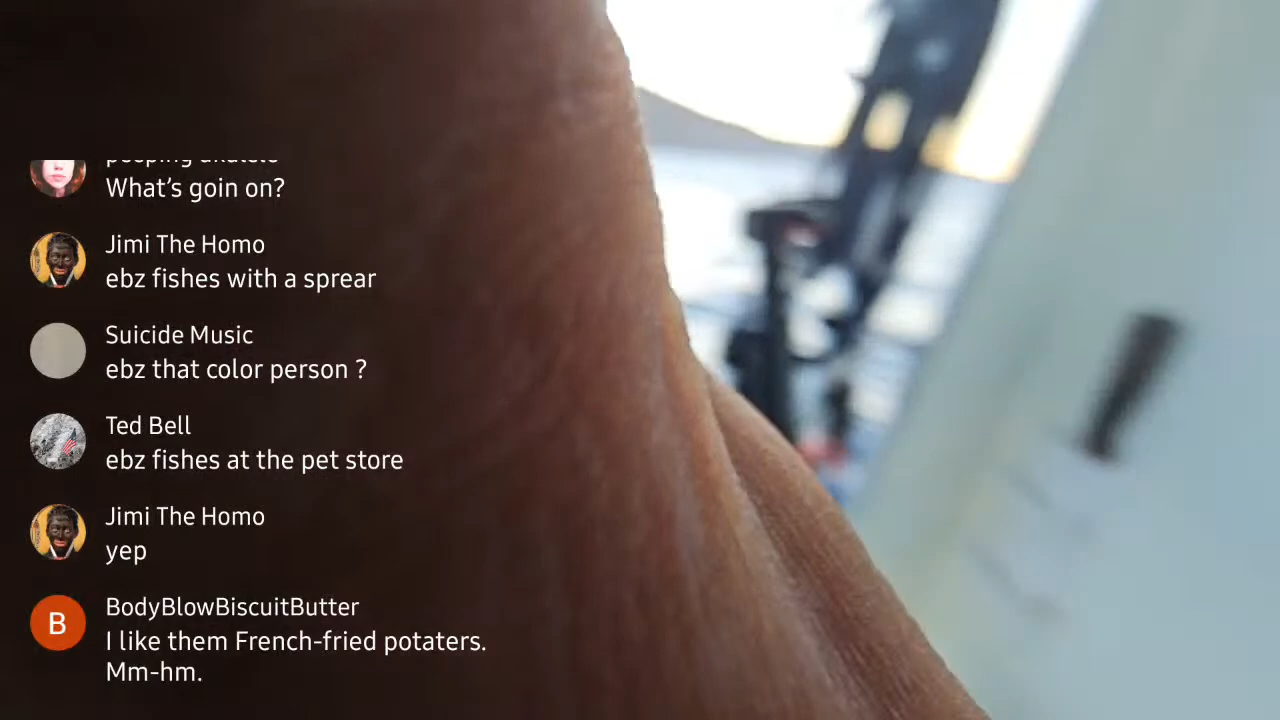 What's goin on?
Jimi The Homo
ebz fishes with a sprear
Suicide Music
ebz that color person ?
Ted Bell
ebz fishes at the pet store
Jimi The Homo
yep
B
BodyBlowBiscuitButter
I like them French-fried potaters.
Mm-hm.